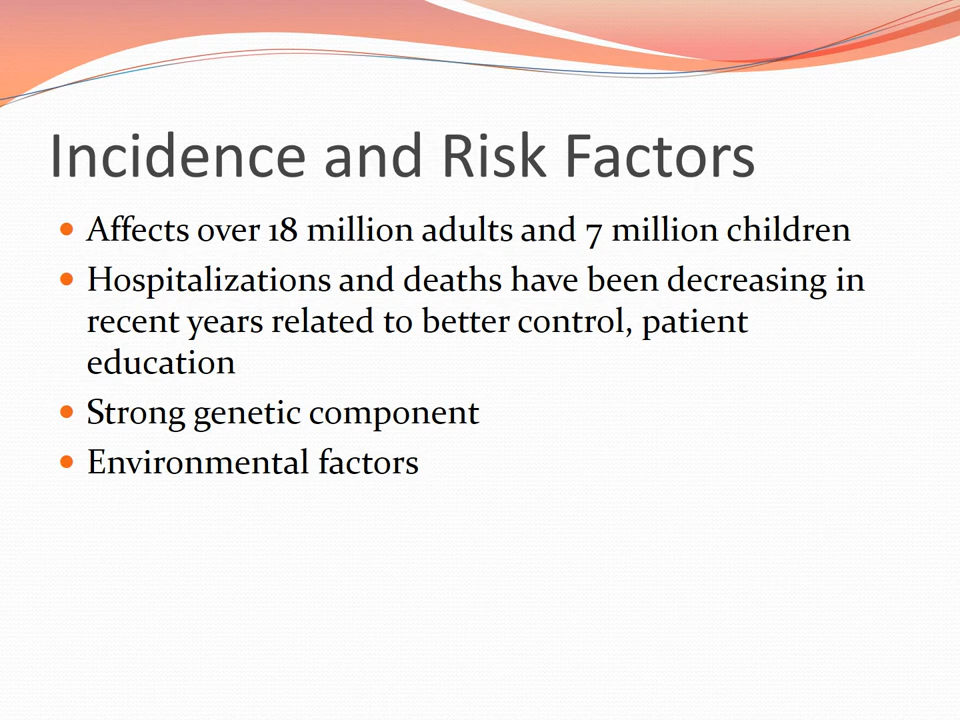 Incidence and Risk Factors
Affects over 18 million adults and 7 million children
Hospitalizations and deaths have been decreasing in
recent years related to better control, patient
education
Strong genetic component
Environmental factors